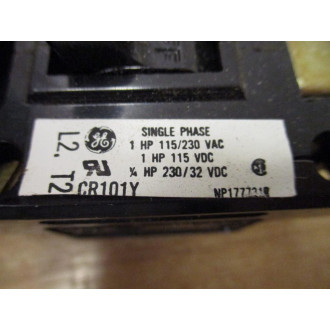 L2.
T2
GE
SINGLE PHASE
1 HP 115/230 VAC
1 HP 115 VDC
¼ HP 230/32 VDC
CR101Y